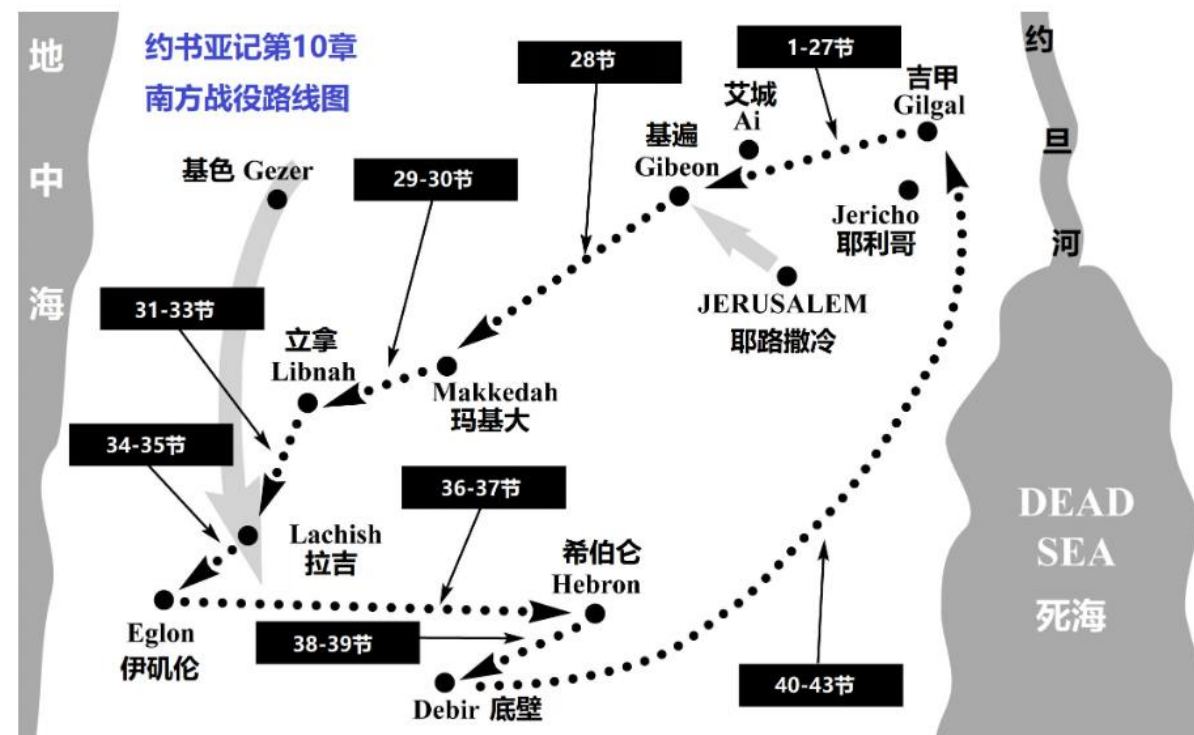 约书亚记第10章
南方战役路线图
地
中
海
28节
1-27节
约
旦
河
吉甲
Gilgal
艾城
Ai
基遍
Gibeon
基色 Gezer
29-30节
Jericho
耶利哥
JERUSALEM
耶路撒冷
31-33节
立拿
Libnah
Makkedah
玛基大
34-35节
36-37节
Lachish
拉吉
希伯仑
Hebron
DEAD
SEA
死海
Eglon
伊矶伦
38-39节
40-43节
Debir 底壁